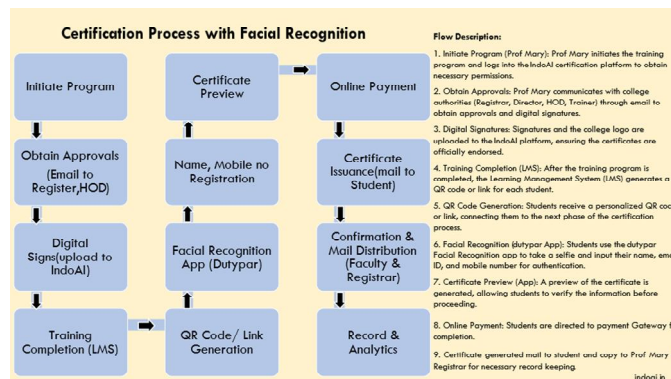 Certification Process with Facial Recognition
Initiate Program
Obtain Approvals
(Email to
Register,HOD)
Digital
Signs(upload to
IndoAI)
Training
Completion (LMS)
Certificate
Preview
Name, Mobile no
Registration
Facial Recognition
App (Dutypar)
QR Code/ Link
Generation
Online Payment
Certificate
Issuance(mail to
Student)
Confirmation &
Mail Distribution
(Faculty &
Registrar)
Record &
Analytics
Flow Description:
1. Initiate Program (Prof Mary): Prof Mary initiates the training
program and logs into the IndoAI certification platform to obtain
necessary permissions.
2. Obtain Approvals: Prof Mary communicates with college
authorities (Registrar, Director, HOD, Trainer) through email to
obtain approvals and digital signatures.
3. Digital Signatures: Signatures and the college logo are
uploaded to the IndoAI platform, ensuring the certificates are
officially endorsed.
4. Training Completion (LMS): After the training program is
completed, the Learning Management System (LMS) generates a
QR code or link for each student.
5. QR Code Generation: Students receive a personalized QR cod
or link, connecting them to the next phase of the certification
process.
6. Facial Recognition (dutypar App): Students use the dutypar
Facial Recognition app to take a selfie and input their name, ema
ID, and mobile number for authentication.
7. Certificate Preview (App): A preview of the certificate is
generated, allowing students to verify the information before
proceeding.
8. Online Payment: Students are directed to payment Gateway f
completion.
9. Certificate generated mail to student and copy to Prof Mary
Registrar for necessary record keeping.